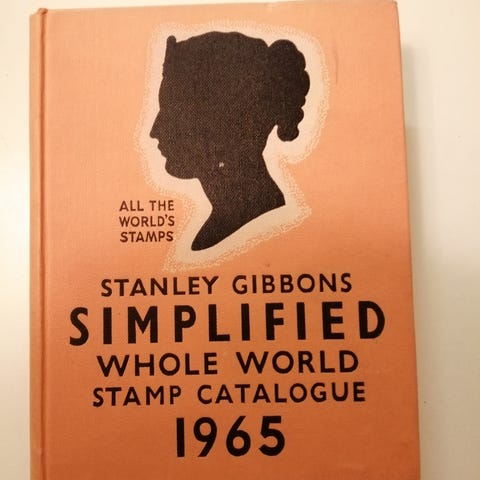 ALL THE
WORLD'S
STAMPS
STANLEY GIBBONS
SIMPLIFIED
WHOLE WORLD
STAMP CATALOGUE
1965